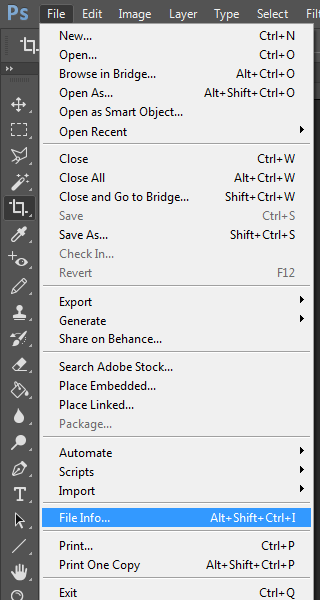 Ps File Edit Image Layer Type Select
New... Ctrl+N
Open... Ctrl+O
Browse in Bridge... Alt+Ctrl+O
Open As... Alt+Shift+Ctrl+O
Open as Smart Object...
Open Recent
Close Ctrl+W
Close All Alt+Ctrl+W
Close and Go to Bridge... Shift+Ctrl+W
Save Ctrl+S
Save As... Shift+Ctrl+S
Check In...
Revert F12
Export
Generate
Share on Behance...
Search Adobe Stock...
Place Embedded...
Place Linked...
Package...
Automate
Scripts
Import
File Info... Alt+Shift+Ctrl+I
Print... Ctrl+P
Print One Copy Alt+Shift+Ctrl+P
Exit Ctrl+Q